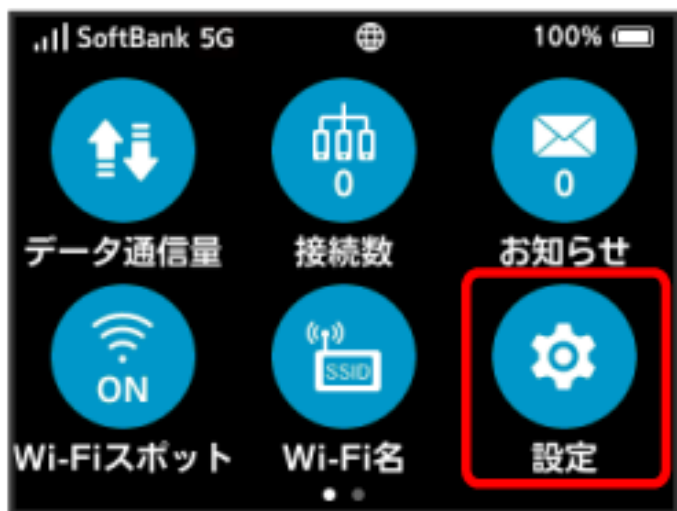 SoftBank 5G 100%
0 0
データ通信量 接続数 お知らせ
ON SSID
Wi-Fiスポット Wi-Fi名 設定